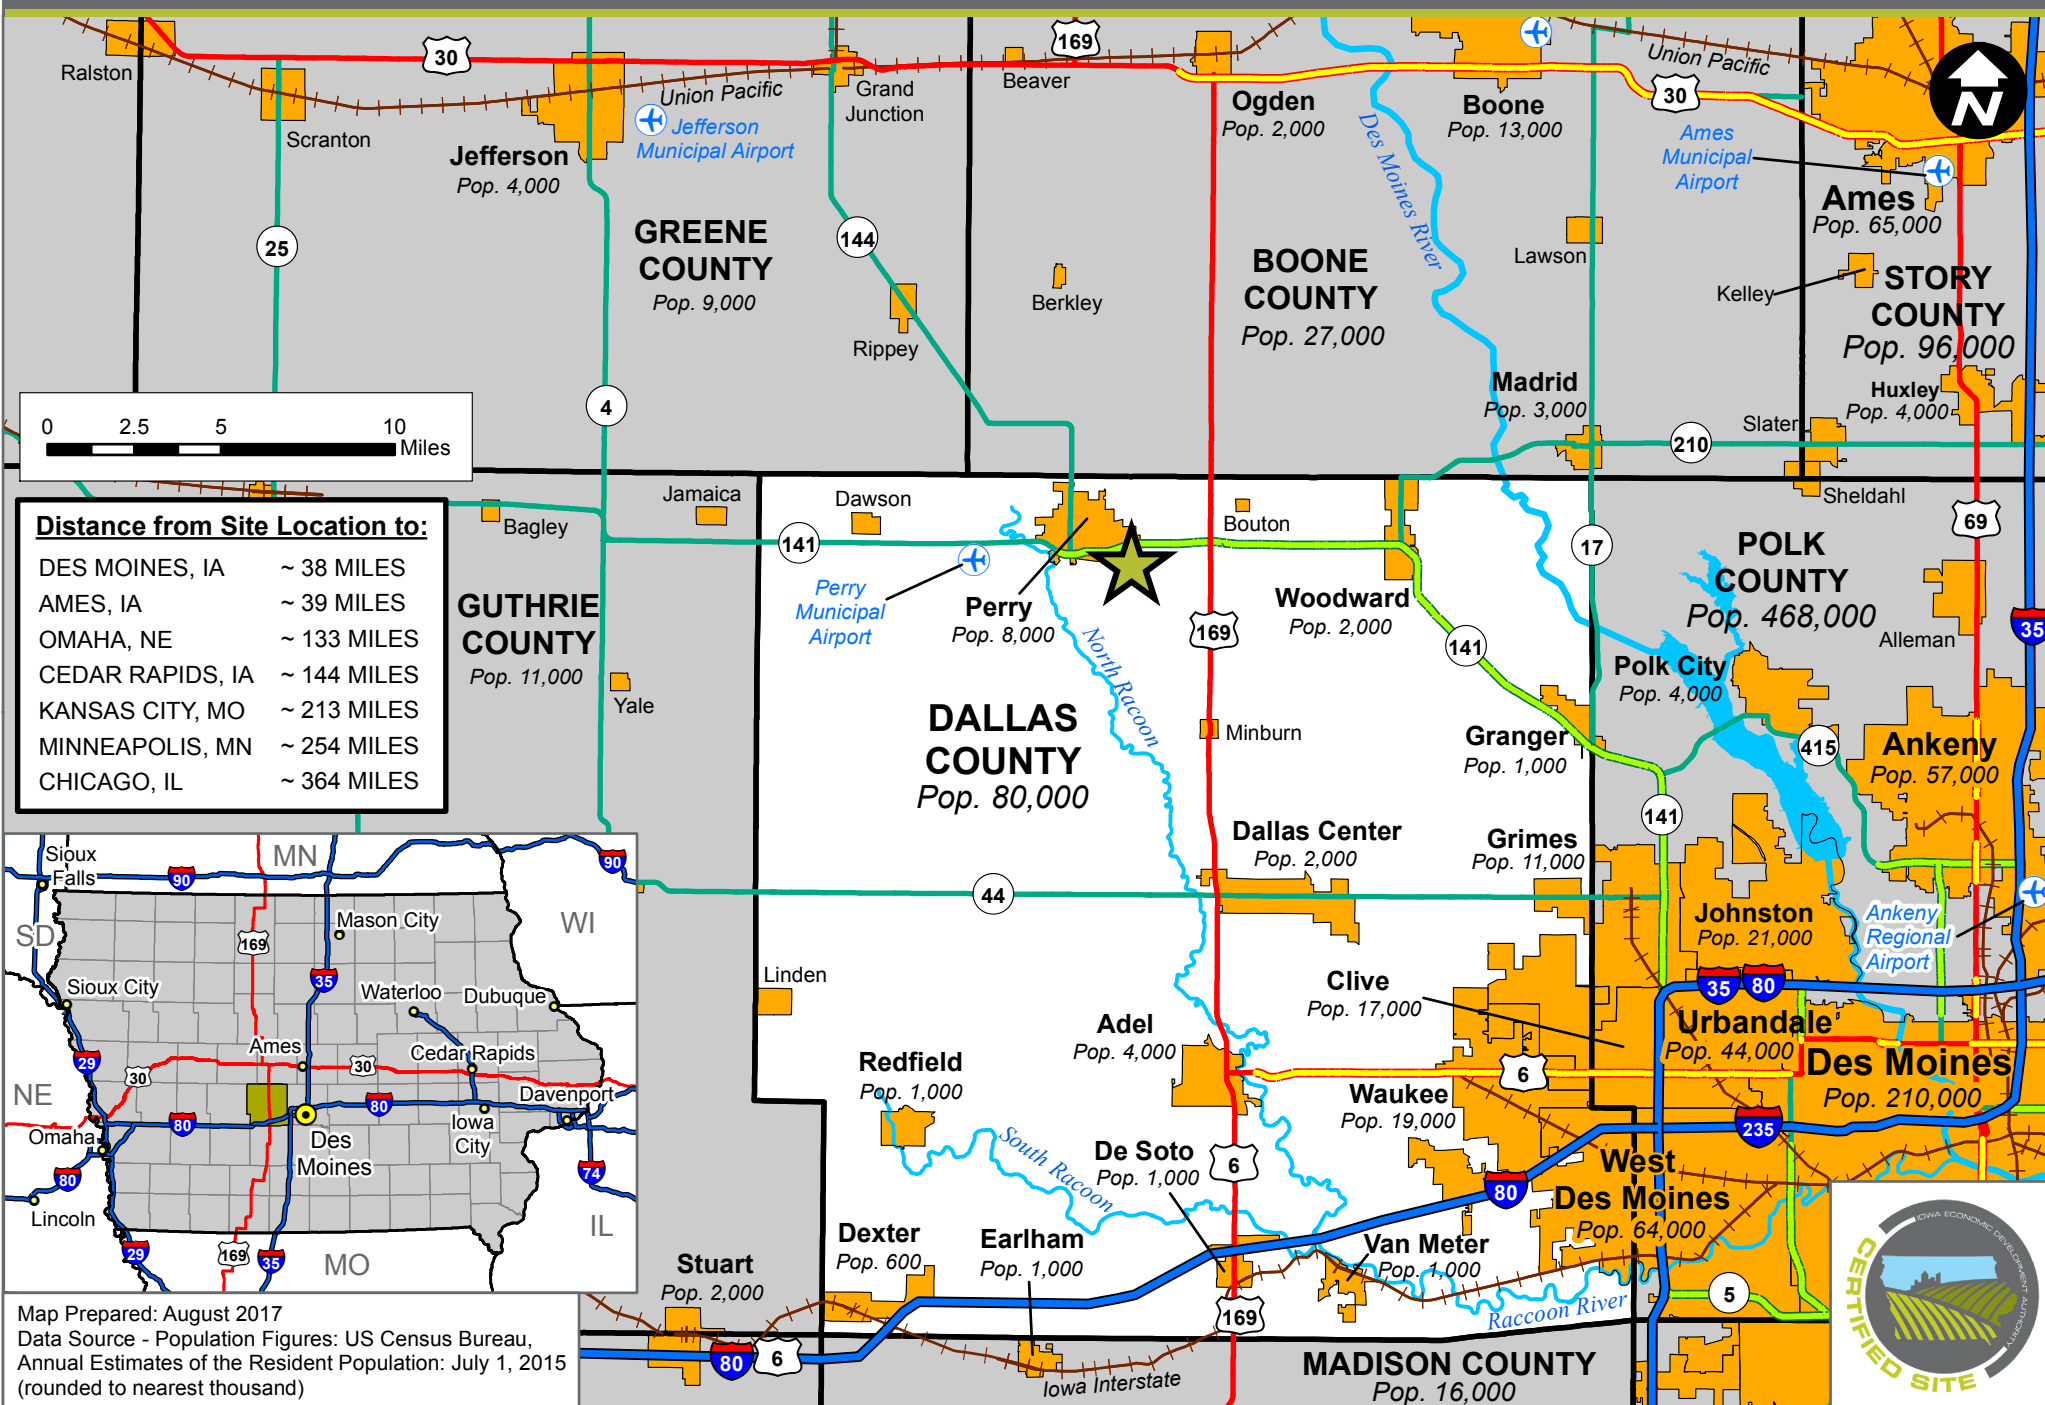 30
169
Ralston
Scranton
Union Pacific
Jefferson
Municipal Airport
Jefferson
Pop. 4,000
Grand
Junction
Beaver
Ogden
Pop. 2,000
Boone
Pop. 13,000
Union Pacific
30
Ames
Municipal
Airport
N
Ames
Pop. 65,000
Des Moines River
25
GREENE
COUNTY
Pop. 9,000
144
Rippey
Berkley
BOONE
COUNTY
Pop. 27,000
Lawson
Kelley
STORY
COUNTY
Pop. 96,000
Huxley
Pop. 4,000
Madrid
Pop. 3,000
Slater
210
Sheldahl
4
0 2.5 5 10
Miles
Distance from Site Location to:
DES MOINES, IA ~ 38 MILES
AMES, IA ~ 39 MILES
OMAHA, NE ~ 133 MILES
CEDAR RAPIDS, IA ~ 144 MILES
KANSAS CITY, MO ~ 213 MILES
MINNEAPOLIS, MN ~ 254 MILES
CHICAGO, IL ~ 364 MILES
Bagley
Jamaica
Dawson
141
Perry
Municipal
Airport
Perry
Pop. 8,000
Bouton
169
Woodward
Pop. 2,000
141
17
POLK
COUNTY
Pop. 468,000
69
35
Alleman
GUTHRIE
COUNTY
Pop. 11,000
Yale
North Racoon
DALLAS
COUNTY
Pop. 80,000
Minburn
Polk City
Pop. 4,000
Granger
Pop. 1,000
415
Ankeny
Pop. 57,000
141
Dallas Center
Pop. 2,000
Grimes
Pop. 11,000
44
Johnston
Pop. 21,000
Ankeny
Regional
Airport
Linden
Clive
Pop. 17,000
35
80
Urbandale
Pop. 44,000
Des Moines
Pop. 210,000
Adel
Pop. 4,000
Redfield
Pop. 1,000
6
Waukee
Pop. 19,000
235
South Racoon
De Soto
Pop. 1,000
6
80
West
Des Moines
Pop. 64,000
Dexter
Pop. 600
Earlham
Pop. 1,000
Van Meter
Pop. 1,000
Stuart
Pop. 2,000
169
Raccoon River
5
80
6
Iowa Interstate
MADISON COUNTY
Pop. 16,000
Sioux
Falls
MN
90
90
SD
WI
169
Mason City
35
Sioux City
Waterloo
Dubuque
Ames
30
Cedar Rapids
29
30
NE
80
80
Davenport
Omaha
Des
Moines
Iowa
City
80
74
Lincoln
IL
29
169
35
MO
Map Prepared: August 2017
Data Source - Population Figures: US Census Bureau,
Annual Estimates of the Resident Population: July 1, 2015
(rounded to nearest thousand)
IOWA ECONOMIC DEVELOPMENT AUTHORITY
CERTIFIED SITE